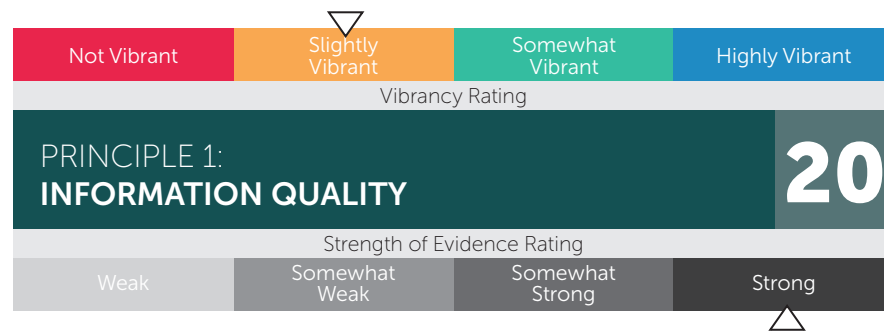 Not Vibrant
Slightly
Vibrant
Somewhat
Vibrant
Highly Vibrant
Vibrancy Rating
PRINCIPLE 1:
INFORMATION QUALITY
20
Strength of Evidence Rating
Weak
Somewhat
Weak
Somewhat
Strong
Strong